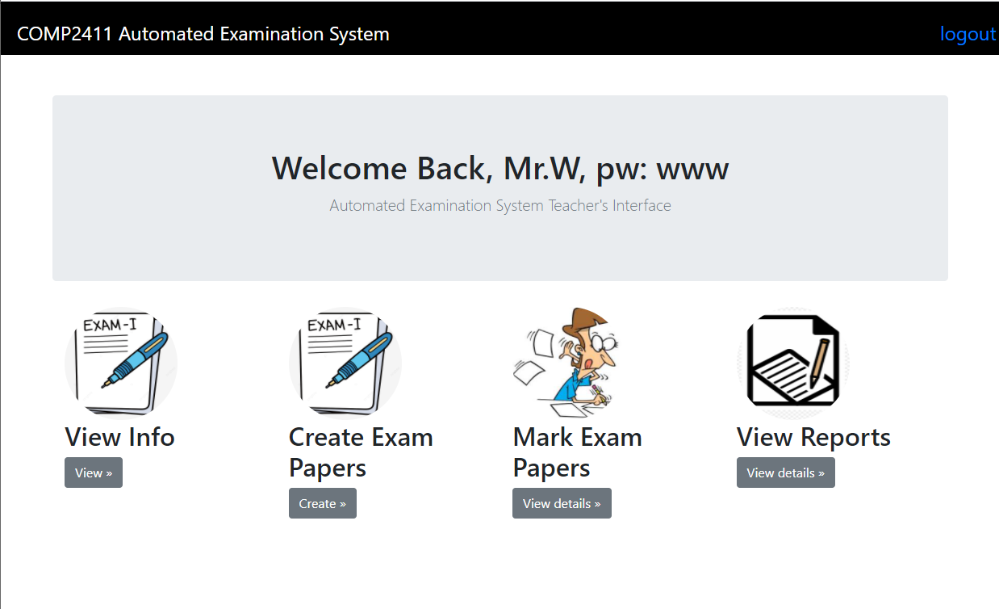 COMP2411 Automated Examination System
logout
Welcome Back, Mr.W, pw: www
Automated Examination System Teacher's Interface
EXAM-I
EXAM-I
View Info
View »
Create Exam
Papers
Create »
Mark Exam
Papers
View details »
View Reports
View details »